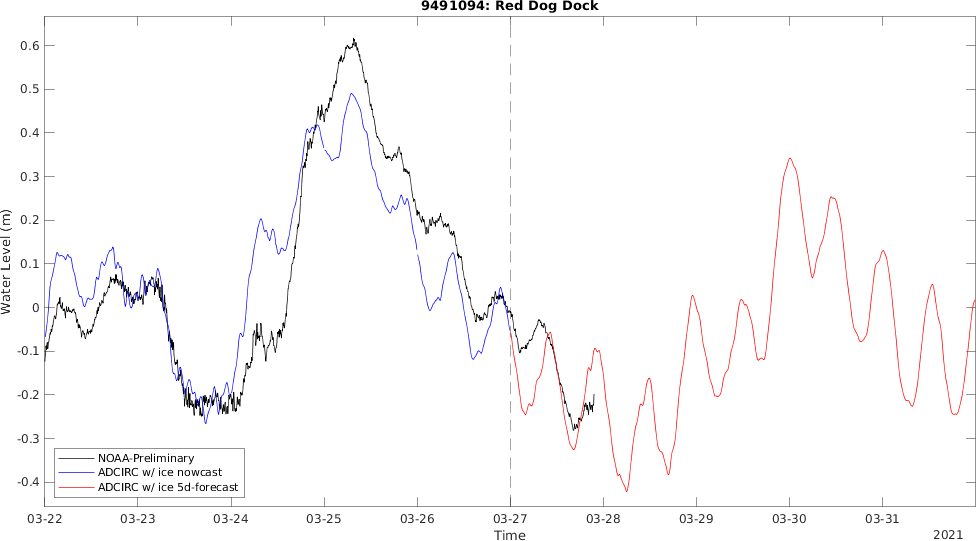 9491094: Red Dog Dock
Water Level (m)
0.6
0.5
0.4
0.3
0.2
0.1
0
-0.1
-0.2
-0.3
-0.4
NOAA-Preliminary
ADCIRC w/ ice nowcast
ADCIRC w/ ice 5d-forecast
03-22 03-23 03-24 03-25 03-26 03-27 03-28 03-29 03-30 03-31
Time
2021